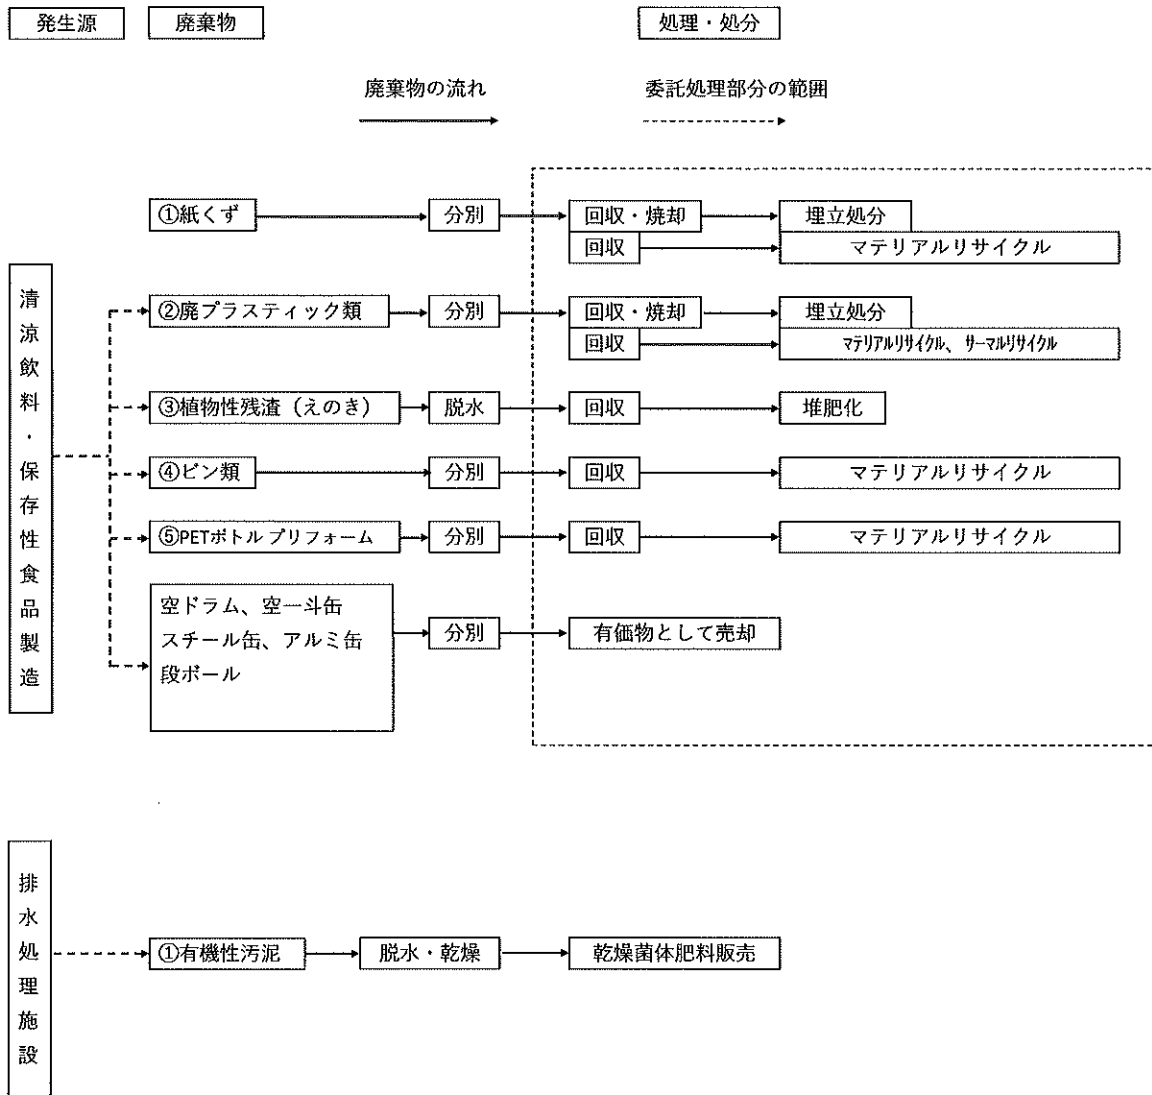 発生源
廃棄物
処理・処分
廃棄物の流れ
委託処理部分の範囲
清涼飲料・保存性食品製造
①紙くず
分別
回収・焼却
埋立処分
回収
マテリアルリサイクル
②廃プラスティック類
分別
回収・焼却
埋立処分
回収
マテリアルリサイクル、サーマルリサイクル
③植物性残渣（えのき）
脱水
回収
堆肥化
④ビン類
分別
回収
マテリアルリサイクル
⑤PETボトル プリフォーム
分別
回収
マテリアルリサイクル
空ドラム、空一斗缶
スチール缶、アルミ缶
段ボール
分別
有価物として売却
排水処理施設
①有機性汚泥
脱水・乾燥
乾燥菌体肥料販売